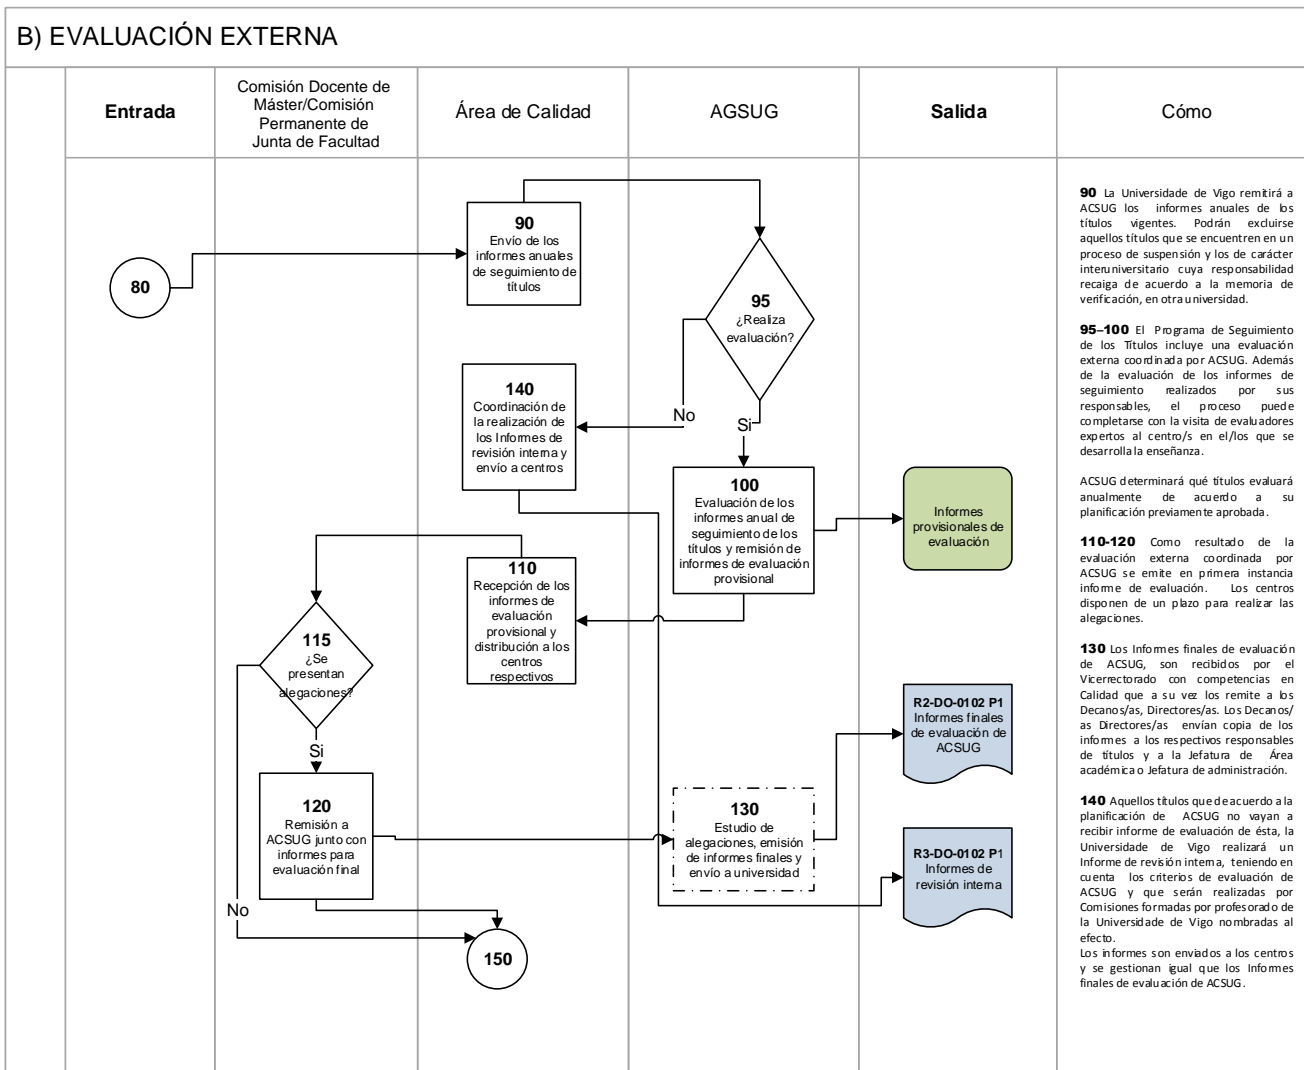 B) EVALUACIÓN EXTERNA
Entrada
Comisión Docente de
Máster/Comisión
Permanente de
Junta de Facultad
Área de Calidad
AGSUG
Salida
Cómo
80
90
Envío de los
informes anuales
de seguimiento de
títulos
95
¿Realiza
evaluación?
No
Si
140
Coordinación de
la realización de
los Informes de
revisión interna y
envío a centros
100
Evaluación de los
informes anual de
seguimiento de los
títulos y remisión de
informes de evaluación
provisional
Informes
provisionales de
evaluación
110
Recepción de los
informes de
evaluación
provisional y
distribución a los
centros
respectivos
115
¿Se
presentan
alegaciones?
Si
No
120
Remisión a
ACSUG junto con
informes para
evaluación final
130
Estudio de
alegaciones, emisión
de informes finales y
envío a universidad
R2-DO-0102 P1
Informes finales
de evaluación de
ACSUG
R3-DO-0102 P1
Informes de
revisión interna
150
90 La Universidade de Vigo remitirá a
ACSUG los informes anuales de los
títulos vigentes. Podrán excluirse
aquellos títulos que se encuentren en un
proceso de suspensión y los de carácter
interuniversitario cuya responsabilidad
recaiga de acuerdo a la memoria de
verificación, en otra universidad.
95–100 El Programa de Seguimiento
de los Títulos incluye una evaluación
externa coordinada por ACSUG. Además
de la evaluación de los informes de
seguimiento realizados por sus
responsables, el proceso puede
completarse con la visita de evaluadores
expertos al centro/s en el/los que se
desarrolla la enseñanza.
ACSUG determinará qué títulos evaluará
anualmente de acuerdo a su
planificación previamente aprobada.
110-120 Como resultado de la
evaluación externa coordinada por
ACSUG se emite en primera instancia
informe de evaluación. Los centros
disponen de un plazo para realizar las
alegaciones.
130 Los Informes finales de evaluación
de ACSUG, son recibidos por el
Vicerrectorado con competencias en
Calidad que a su vez los remite a los
Decanos/as, Directores/as. Los Decanos/
as Directores/as envían copia de los
informes a los respectivos responsables
de títulos y a la Jefatura de Área
académica o Jefatura de administración.
140 Aquellos títulos que de acuerdo a la
planificación de ACSUG no vayan a
recibir informe de evaluación de ésta, la
Universidade de Vigo realizará un
Informe de revisión interna, teniendo en
cuenta los criterios de evaluación de
ACSUG y que serán realizadas por
Comisiones formadas por profesorado de
la Universidade de Vigo nombradas al
efecto.
Los informes son enviados a los centros
y se gestionan igual que los Informes
finales de evaluación de ACSUG.